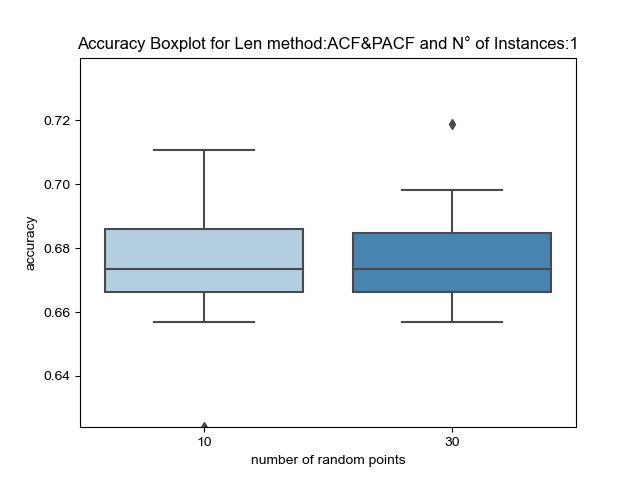 Accuracy Boxplot for Len method:ACF&PACF and N° of Instances:1
0.72
0.70
0.68
0.66
0.64
accuracy
10
30
number of random points